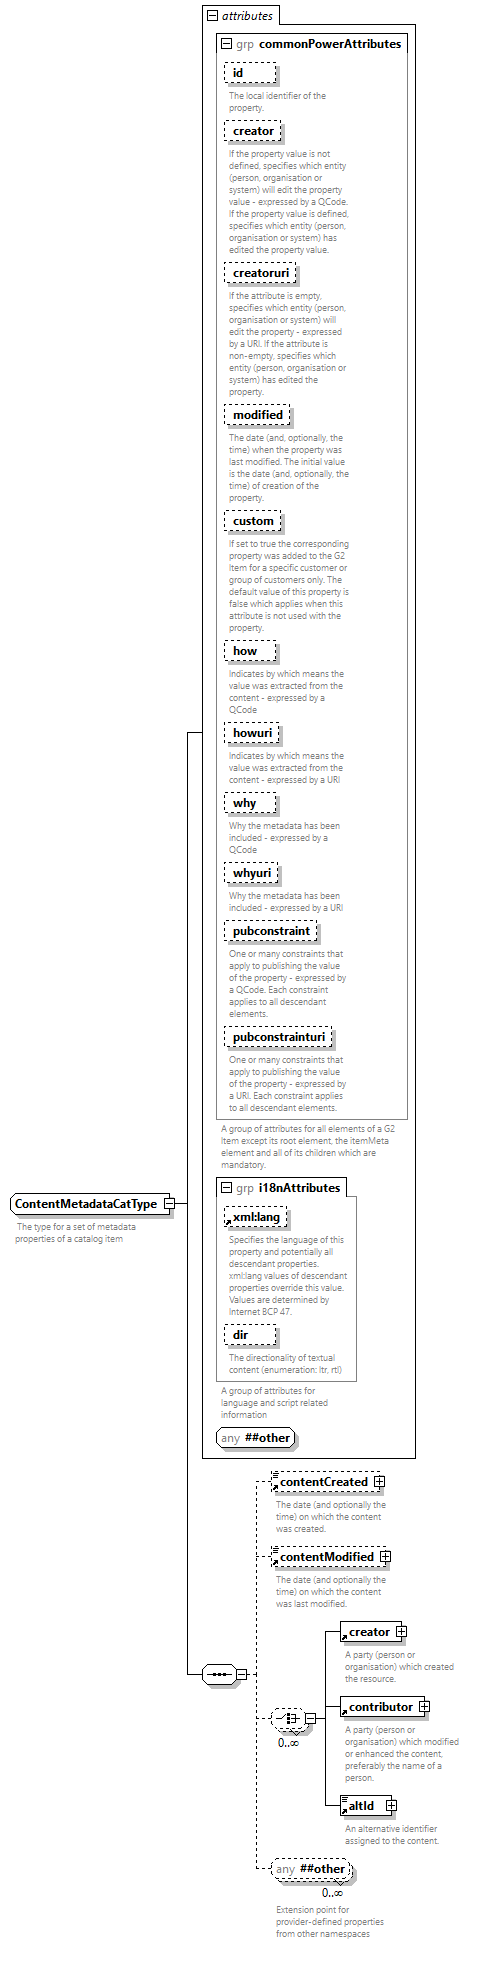 attributes
grp commonPowerAttributes
id
The local identifier of the
property.
creator
If the property value is not
defined, specifies which entity
(person, organisation or
system) will edit the property
value - expressed by a QCode.
If the property value is defined,
specifies which entity (person,
organisation or system) has
edited the property value.
creatoruri
If the attribute is empty,
specifies which entity (person,
organisation or system) will
edit the property - expressed
by a URI. If the attribute is
non-empty, specifies which
entity (person, organisation or
system) has edited the
property.
modified
The date (and, optionally, the
time) when the property was
last modified. The initial value
is the date (and, optionally, the
time) of creation of the
property.
custom
If set to true the corresponding
property was added to the G2
Item for a specific customer or
group of customers only. The
default value of this property is
false which applies when this
attribute is not used with the
property.
how
Indicates by which means the
value was extracted from the
content - expressed by a
QCode
howuri
Indicates by which means the
value was extracted from the
content - expressed by a URI
why
Why the metadata has been
included - expressed by a
QCode
whyuri
Why the metadata has been
included - expressed by a URI
pubconstraint
One or many constraints that
apply to publishing the value
of the property - expressed by
a QCode. Each constraint
applies to all descendant
elements.
pubconstrainturi
One or many constraints that
apply to publishing the value
of the property - expressed by
a URI. Each constraint applies
to all descendant elements.
A group of attributes for all elements of a G2
Item except its root element, the itemMeta
element and all of its children which are
mandatory.
ContentMetadataCatType
The type for a set of metadata
properties of a catalog item
grp i18nAttributes
xml:lang
Specifies the language of this
property and potentially all
descendant properties.
xml:lang values of descendant
properties override this value.
Values are determined by
Internet BCP 47.
dir
The directionality of textual
content (enumeration: ltr, rtl)
A group of attributes for
language and script related
information
any ##other
contentCreated
The date (and optionally the
time) on which the content
was created.
contentModified
The date (and optionally the
time) on which the content
was last modified.
creator
A party (person or
organisation) which created
the resource.
contributor
A party (person or
organisation) which modified
or enhanced the content,
preferably the name of a
person.
0..∞
altId
An alternative identifier
assigned to the content.
any ##other
0..∞
Extension point for
provider-defined properties
from other namespaces